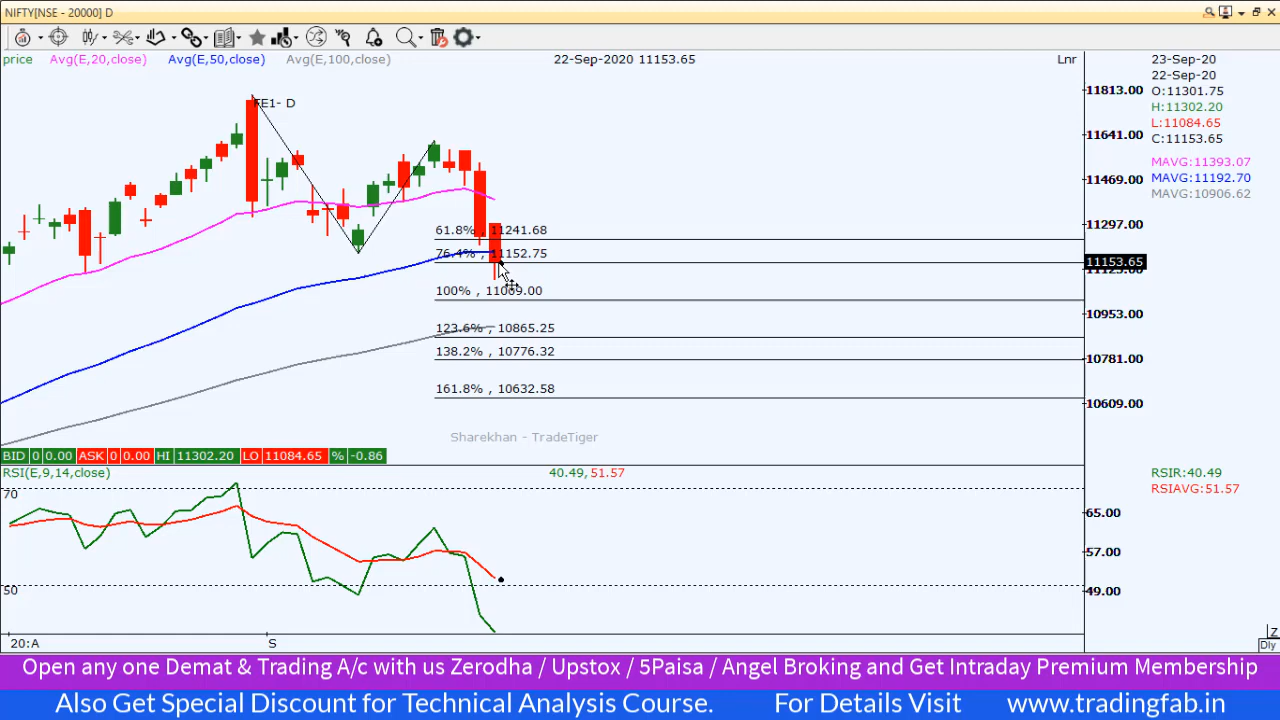 NIFTY[NSE - 20000] D
price Avg(E,20,close) Avg(E,50,close) Avg(E,100,close) 22-Sep-2020 11153.65 Lnr
23-Sep-20
22-Sep-20
O:11301.75
H:11302.20
L:11084.65
C:11153.65
MAVG:11393.07
MAVG:11192.70
MAVG:10906.62
11813.00
11641.00
11469.00
11297.00
11153.65
10953.00
10781.00
10609.00
FE1- D
61.8% , 11241.68
76.4% , 11152.75
100% , 11009.00
123.6% , 10865.25
138.2% , 10776.32
161.8% , 10632.58
Sharekhan - TradeTiger
BID 0 0.00 ASK 0 0.00 HI 11302.20 LO 11084.65 % -0.86
RSI(E,9,14,close) 40.49, 51.57
RSIR:40.49
RSIAVG:51.57
70
65.00
57.00
50
49.00
20:A S
Z
Dly
Open any one Demat & Trading A/c with us Zerodha / Upstox / 5Paisa / Angel Broking and Get Intraday Premium Membership
Also Get Special Discount for Technical Analysis Course. For Details Visit www.tradingfab.in